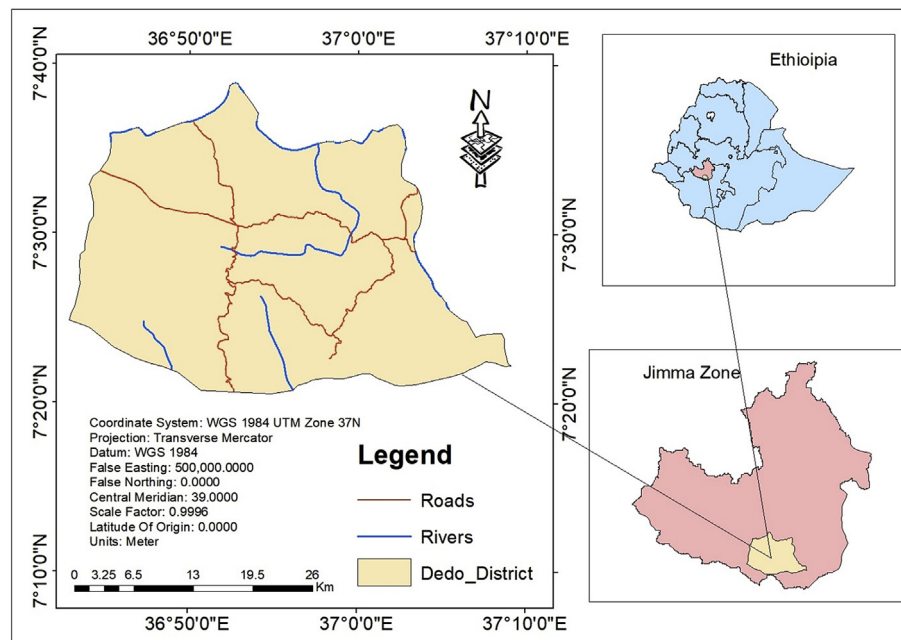 36°50'0"E 37°0'0"E 37°10'0"E
7°40'0"N
7°30'0"N
7°20'0"N
7°10'0"N
N
Coordinate System: WGS 1984 UTM Zone 37N
Projection: Transverse Mercator
Datum: WGS 1984
False Easting: 500,000.0000
False Northing: 0.0000
Central Meridian: 39.0000
Scale Factor: 0.9996
Latitude Of Origin: 0.0000
Units: Meter
0 3.25 6.5 13 19.5 26
Km
Legend
Roads
Rivers
Dedo_District
36°50'0"E 37°0'0"E 37°10'0"E
7°30'0"N
7°20'0"N
Ethioipia
Jimma Zone